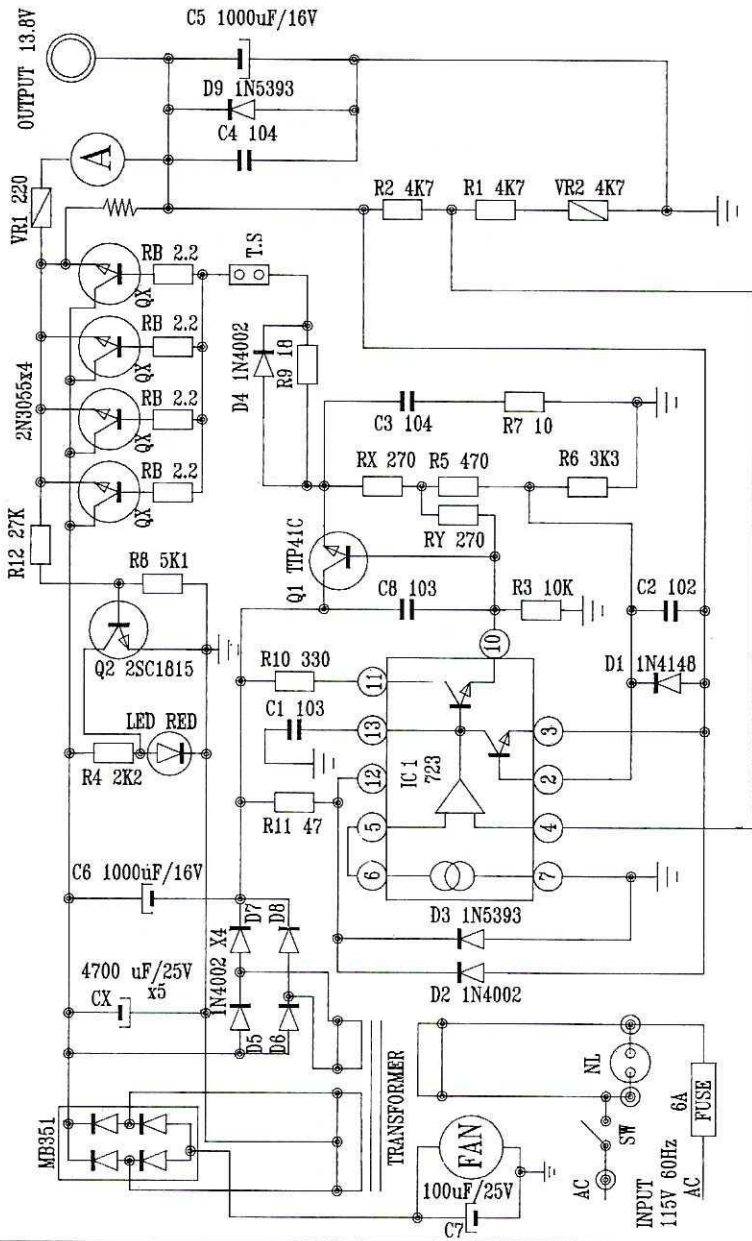 C5 1000uF/16V
OUTPUT 13.8V
D9 1N5393
C4 104
A
VR1 220
R2 4K7
R1 4K7
VR2 4K7
RB 2.2
QX
T.S
RB 2.2
QX
2N3055x4
RB 2.2
QX
RB 2.2
QX
D4 1N4002
R9 18
C3 104
R7 10
R12 27K
RX 270
R5 470
R6 3K3
RY 270
Q1 TIP41C
R8 5K1
C8 103
R3 10K
C2 102
Q2 2SC1815
R10 330
11
10
D1 1N4148
C1 103
13
3
LED RED
R4 2K2
12
IC 1
723
2
R11 47
5
4
6
7
C6 1000uF/16V
D7
D8
X4
1N4002
D5
D6
D3 1N5393
D2 1N4002
4700 uF/25V
x5
CX
TRANSFORMER
MB351
NL
6A
FUSE
SW
FAN
100uF/25V
C7
AC
AC
INPUT
115V 60Hz